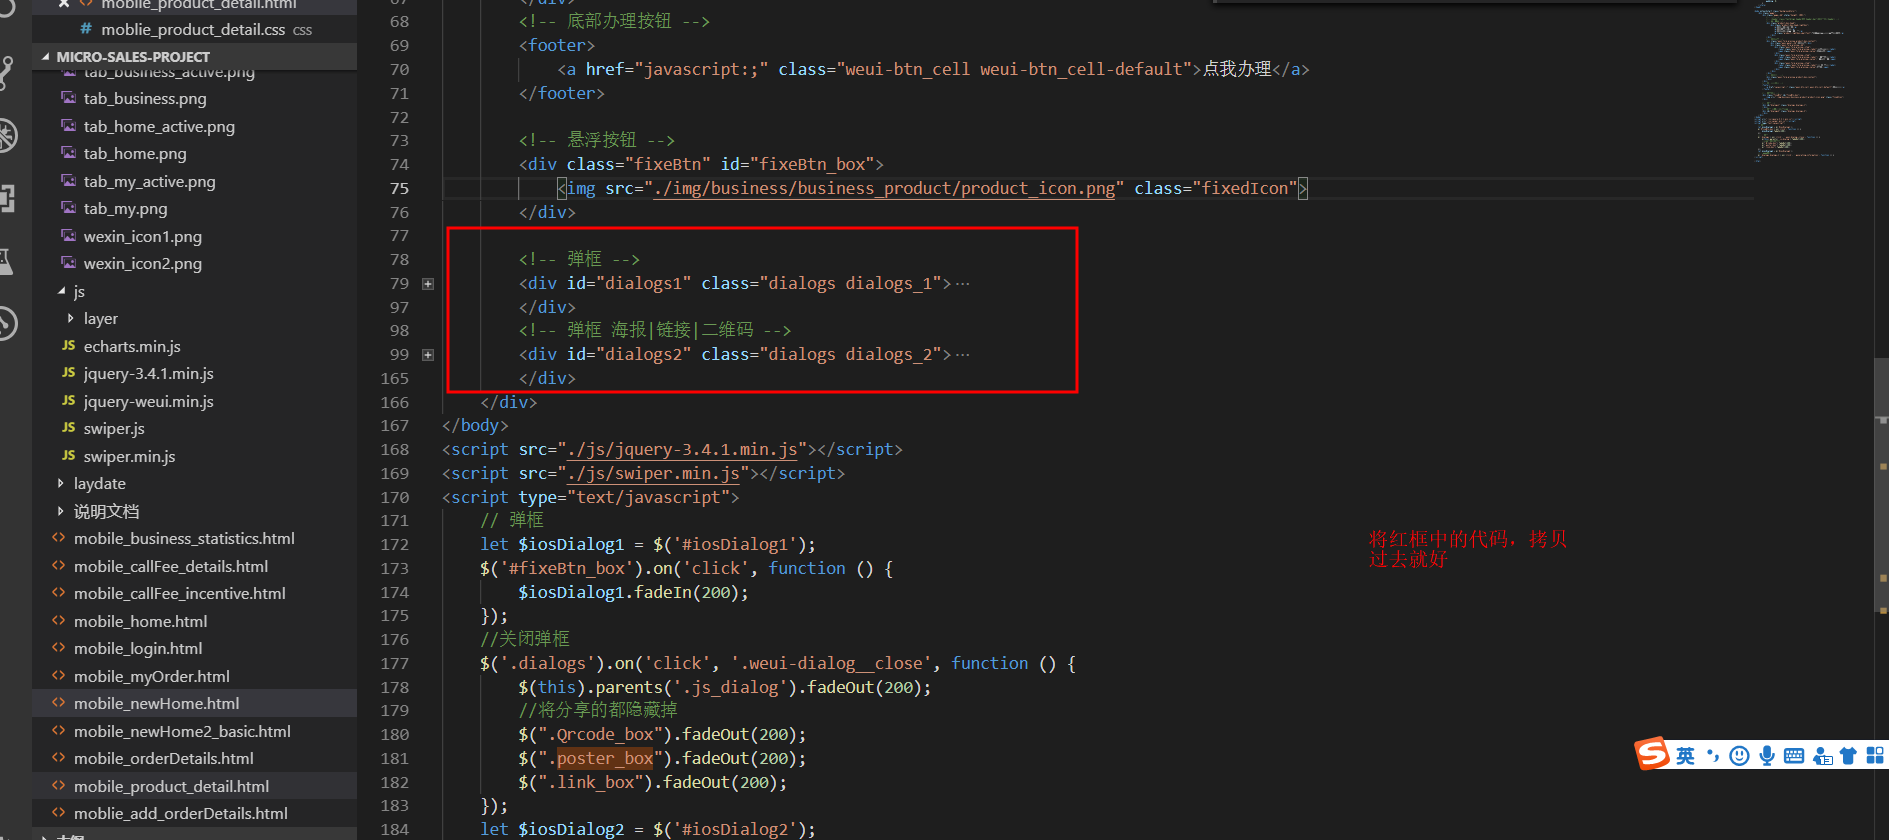 mobile_product_detail.html
moblie_product_detail.css css
MICRO-SALES-PROJECT
tab_business_active.png
tab_business.png
tab_home_active.png
tab_home.png
tab_my_active.png
tab_my.png
wexin_icon1.png
wexin_icon2.png
js
layer
echarts.min.js
jquery-3.4.1.min.js
jquery-weui.min.js
swiper.js
swiper.min.js
laydate
说明文档
mobile_business_statistics.html
mobile_callFee_details.html
mobile_callFee_incentive.html
mobile_home.html
mobile_login.html
mobile_myOrder.html
mobile_newHome.html
mobile_newHome2_basic.html
mobile_orderDetails.html
mobile_product_detail.html
moblie_add_orderDetails.html
67 </div>
68 <!-- 底部办理按钮 -->
69 <footer>
70 <a href="javascript:;" class="weui-btn_cell weui-btn_cell-default">点我办理</a>
71 </footer>
72
73 <!-- 悬浮按钮 -->
74 <div class="fixeBtn" id="fixeBtn_box">
75 <img src="./img/business/business_product/product_icon.png" class="fixedIcon">
76 </div>
77
78 <!-- 弹框 -->
79 <div id="dialogs1" class="dialogs dialogs_1">…
97 </div>
98 <!-- 弹框 海报|链接|二维码 -->
99 <div id="dialogs2" class="dialogs dialogs_2">…
165 </div>
166 </div>
167 </body>
168 <script src="./js/jquery-3.4.1.min.js"></script>
169 <script src="./js/swiper.min.js"></script>
170 <script type="text/javascript">
171 // 弹框
172 let $iosDialog1 = $('#iosDialog1');
173 $('#fixeBtn_box').on('click', function () {
174 $iosDialog1.fadeIn(200);
175 });
176 //关闭弹框
177 $('.dialogs').on('click', '.weui-dialog__close', function () {
178 $(this).parents('.js_dialog').fadeOut(200);
179 //将分享的都隐藏掉
180 $(".Qrcode_box").fadeOut(200);
181 $(".poster_box").fadeOut(200);
182 $(".link_box").fadeOut(200);
183 });
184 let $iosDialog2 = $('#iosDialog2');
将红框中的代码，拷贝
过去就好
英